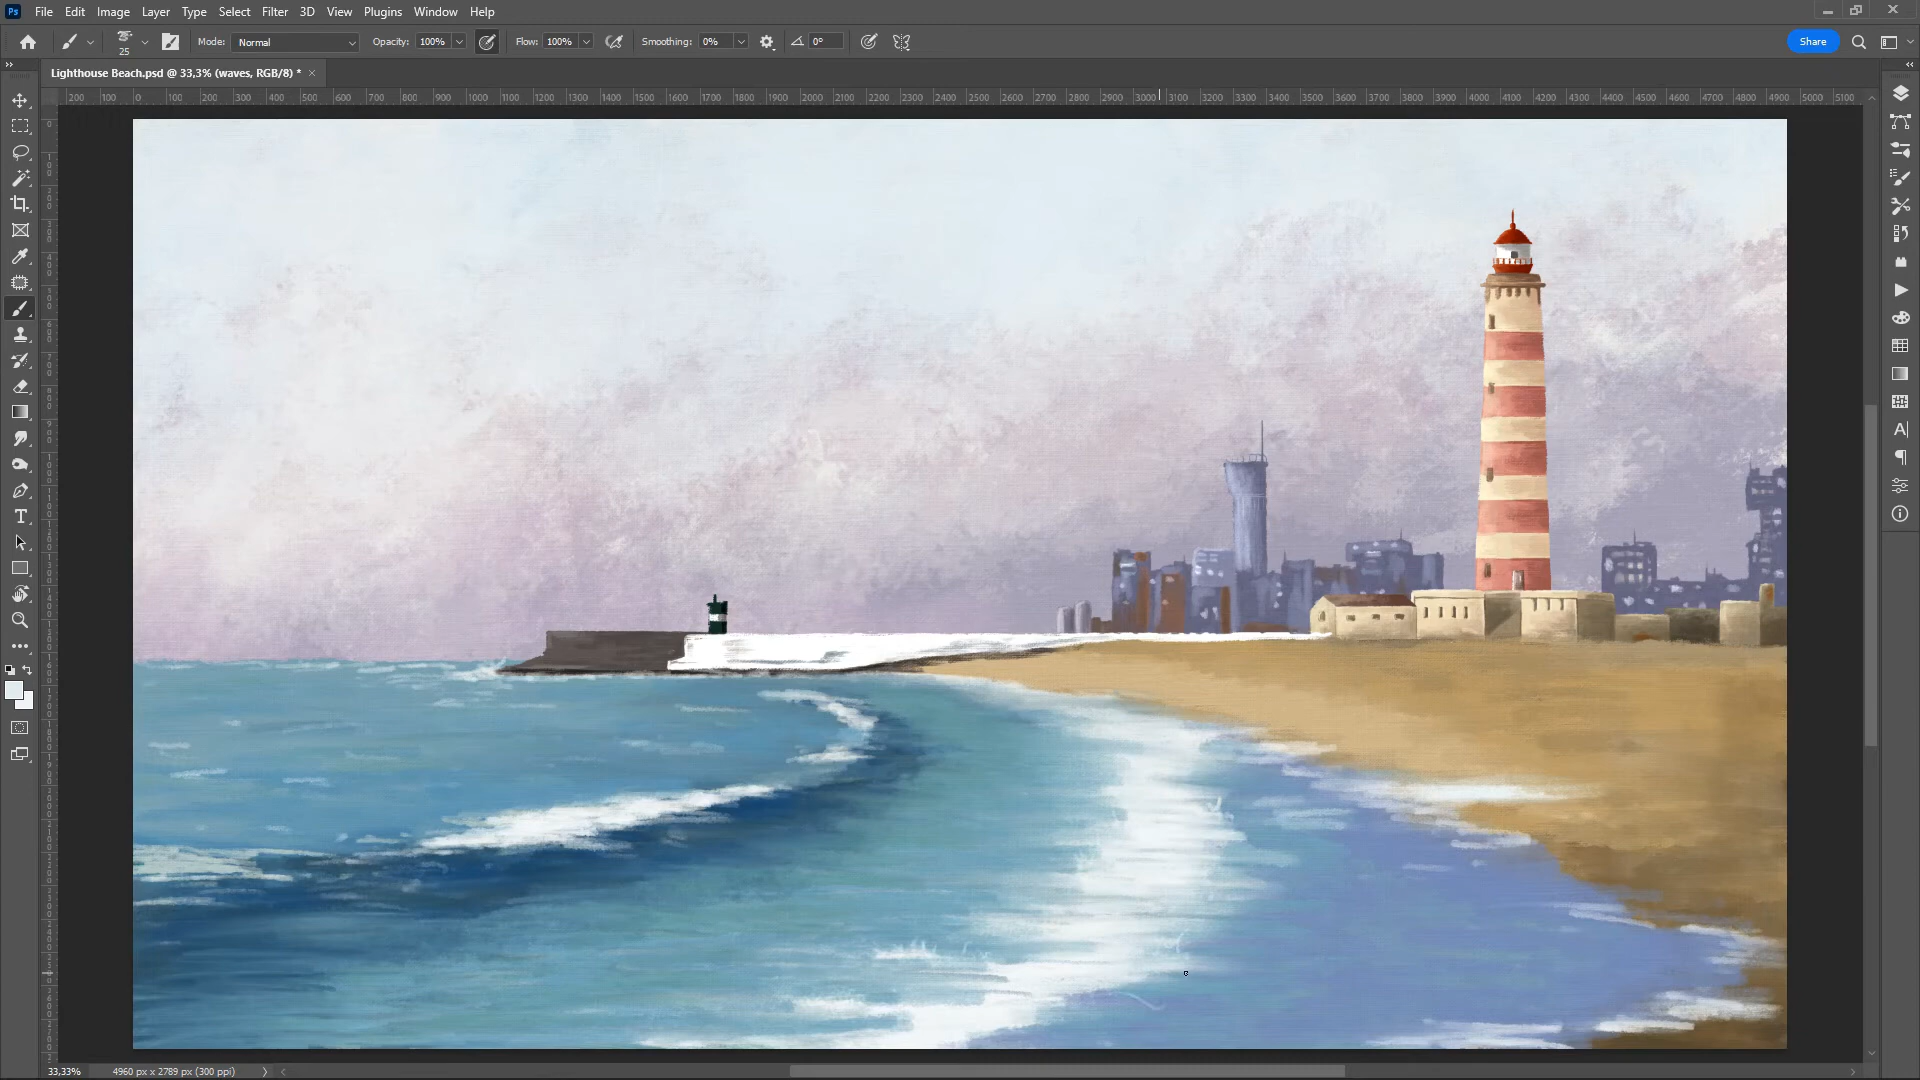 Ps File Edit Image Layer Type Select Filter 3D View Plugins Window Help
25 Mode: Normal Opacity: 100% Flow: 100% Smoothing: 0% 0° Share
Lighthouse Beach.psd @ 33,3% (waves, RGB/8) *
200 100 0 100 200 300 400 500 600 700 800 900 1000 1100 1200 1300 1400 1500 1600 1700 1800 1900 2000 2100 2200 2300 2400 2500 2600 2700 2800 2900 3000 3100 3200 3300 3400 3500 3600 3700 3800 3900 4000 4100 4200 4300 4400 4500 4600 4700 4800 4900 5000 5100
33,33% 4960 px x 2789 px (300 ppi)